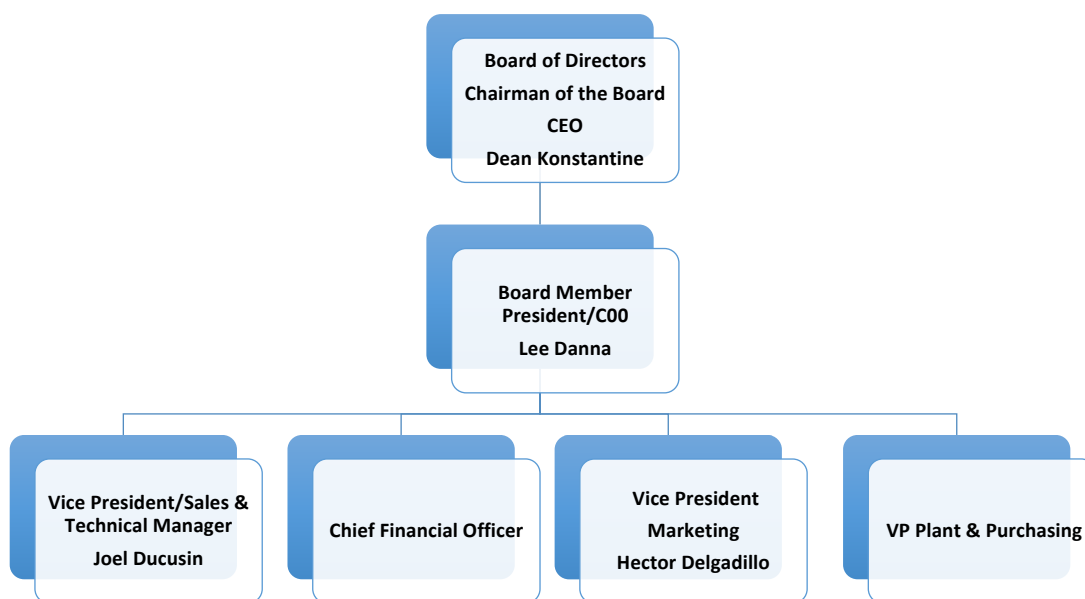 Board of Directors
Chairman of the Board
CEO
Dean Konstantine
Board Member
President/C00
Lee Danna
Vice President/Sales &
Technical Manager
Joel Ducusin
Chief Financial Officer
Vice President
Marketing
Hector Delgadillo
VP Plant & Purchasing